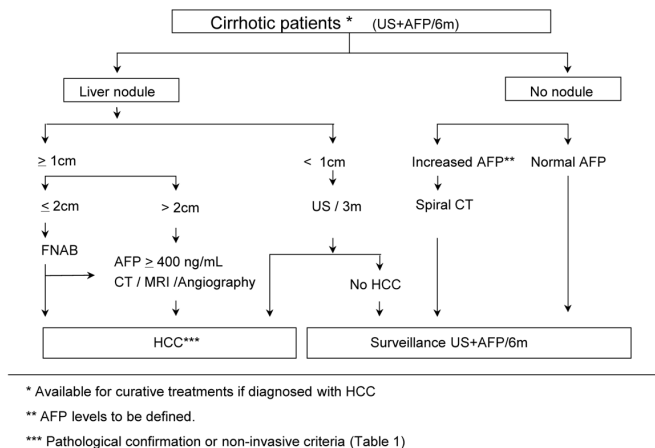 Cirrhotic patients * (US+AFP/6m)
Liver nodule
No nodule
≥ 1cm
< 1cm
Increased AFP**
Normal AFP
≤ 2cm
> 2cm
US / 3m
Spiral CT
FNAB
AFP ≥ 400 ng/mL
CT / MRI /Angiography
No HCC
HCC***
Surveillance US+AFP/6m
* Available for curative treatments if diagnosed with HCC
** AFP levels to be defined.
*** Pathological confirmation or non-invasive criteria (Table 1)